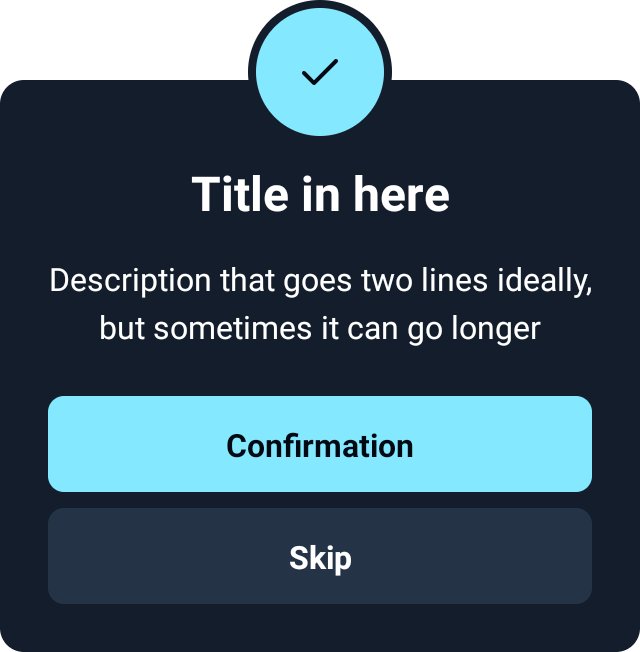 Title in here
Description that goes two lines ideally,
but sometimes it can go longer
Confirmation
Skip